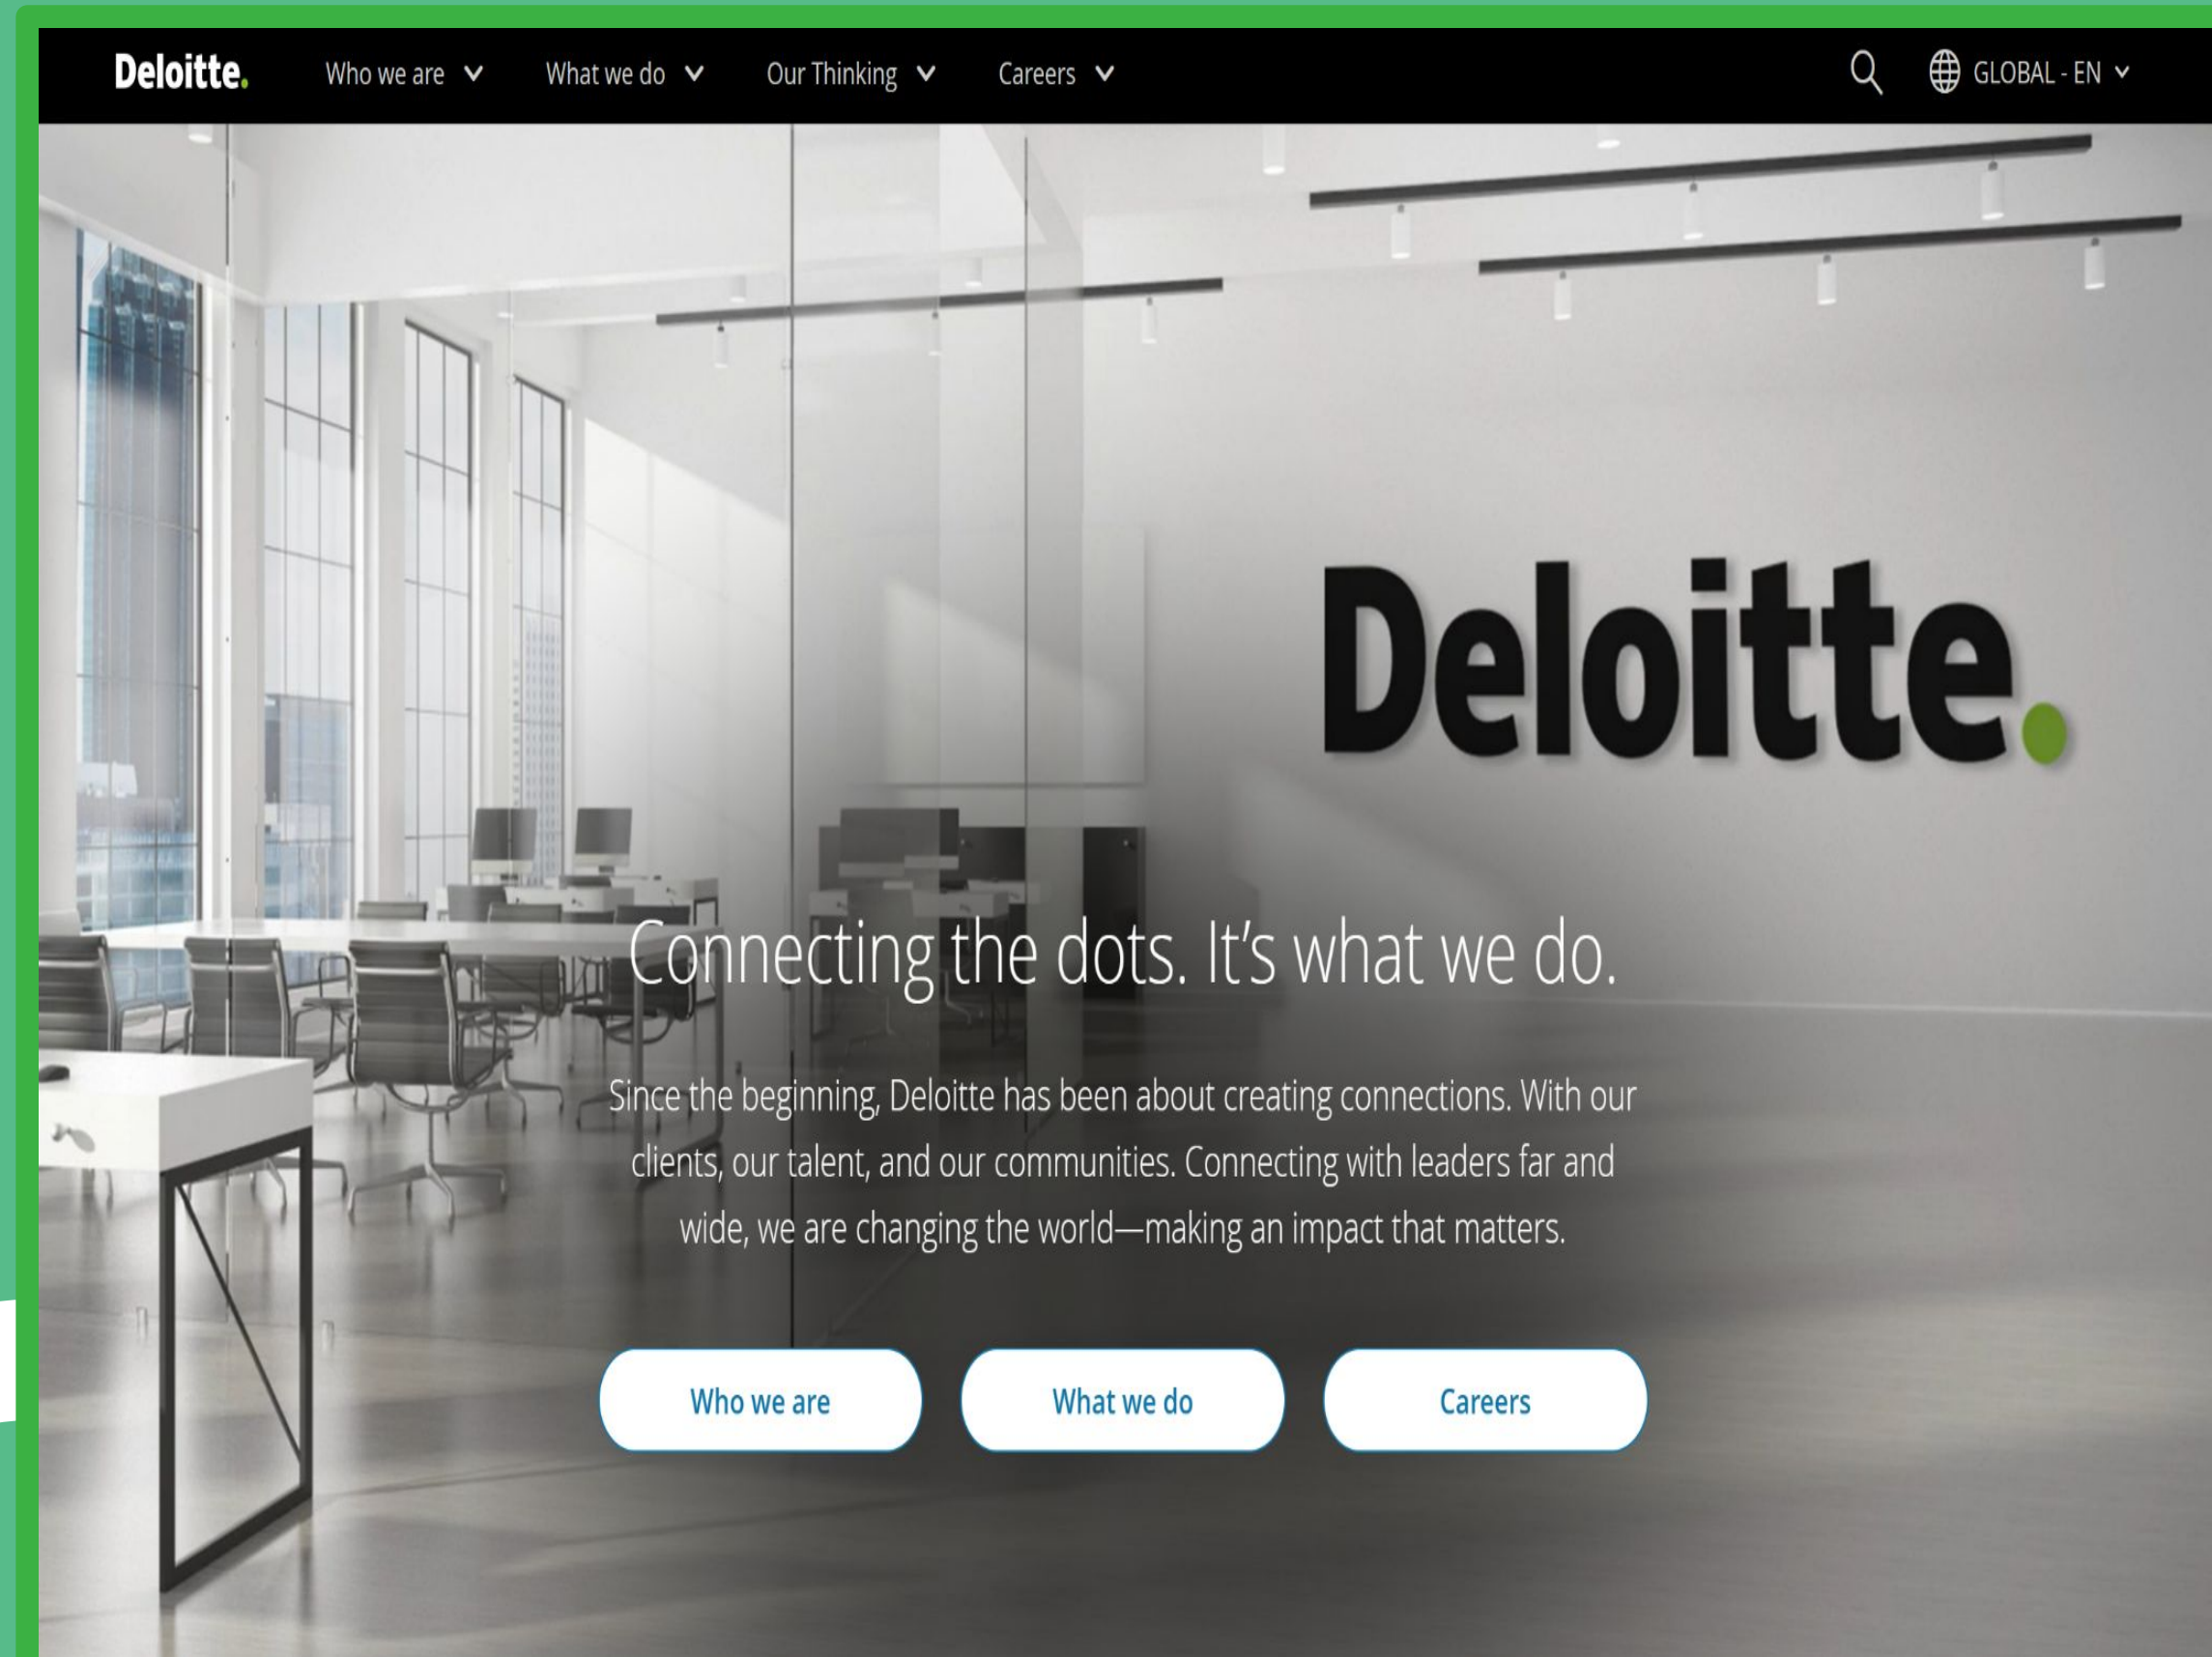 Deloitte.
Who we are
What we do
Our Thinking
Careers
GLOBAL - EN
Deloitte.
Connecting the dots. It’s what we do.
Since the beginning, Deloitte has been about creating connections. With our
clients, our talent, and our communities. Connecting with leaders far and
wide, we are changing the world—making an impact that matters.
Who we are
What we do
Careers